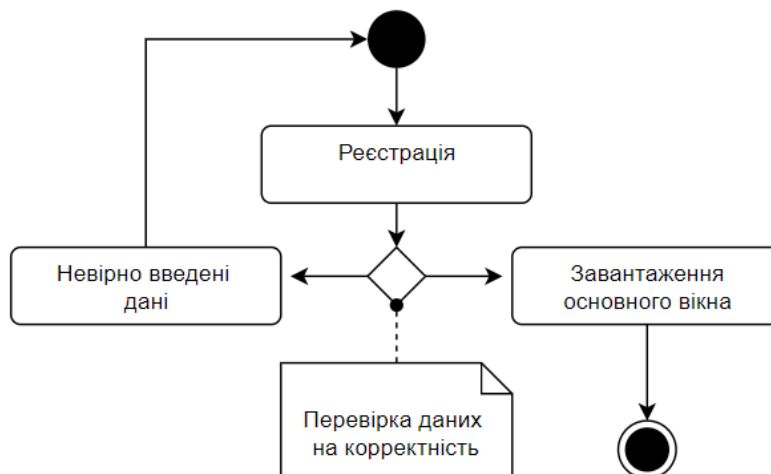 Реєстрація
Невірно введені
дані
Завантаження
основного вікна
Перевірка даних
на корректність